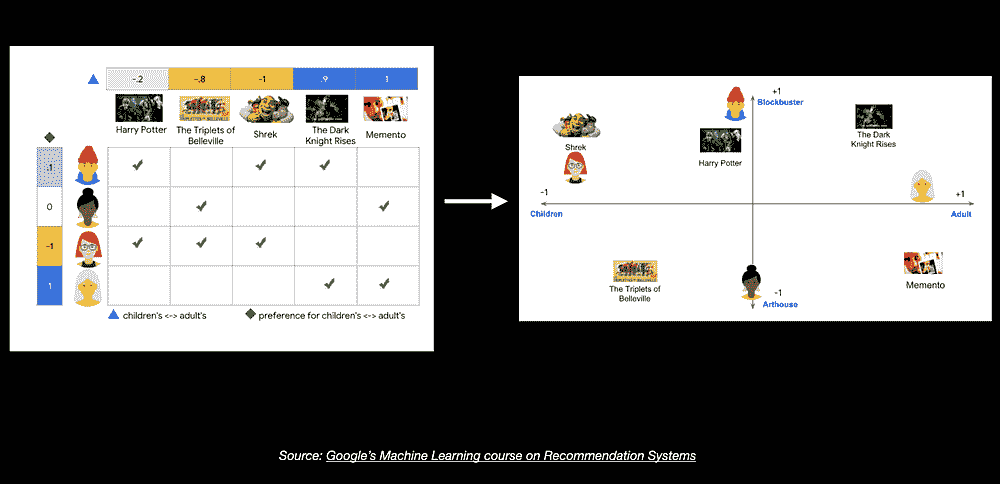 -.2 -.8 -1 .9 1
Harry Potter
The Triplets of
Belleville
Shrek
The Dark
Knight Rises
Memento
.1
0
-1
1
children's <-> adult's
preference for children's <-> adult's
+1
Blockbuster
Shrek
Harry Potter
The Dark
Knight Rises
-1
Children
+1
Adult
The Triplets of
Belleville
-1
Arthouse
Memento
Source: Google's Machine Learning course on Recommendation Systems